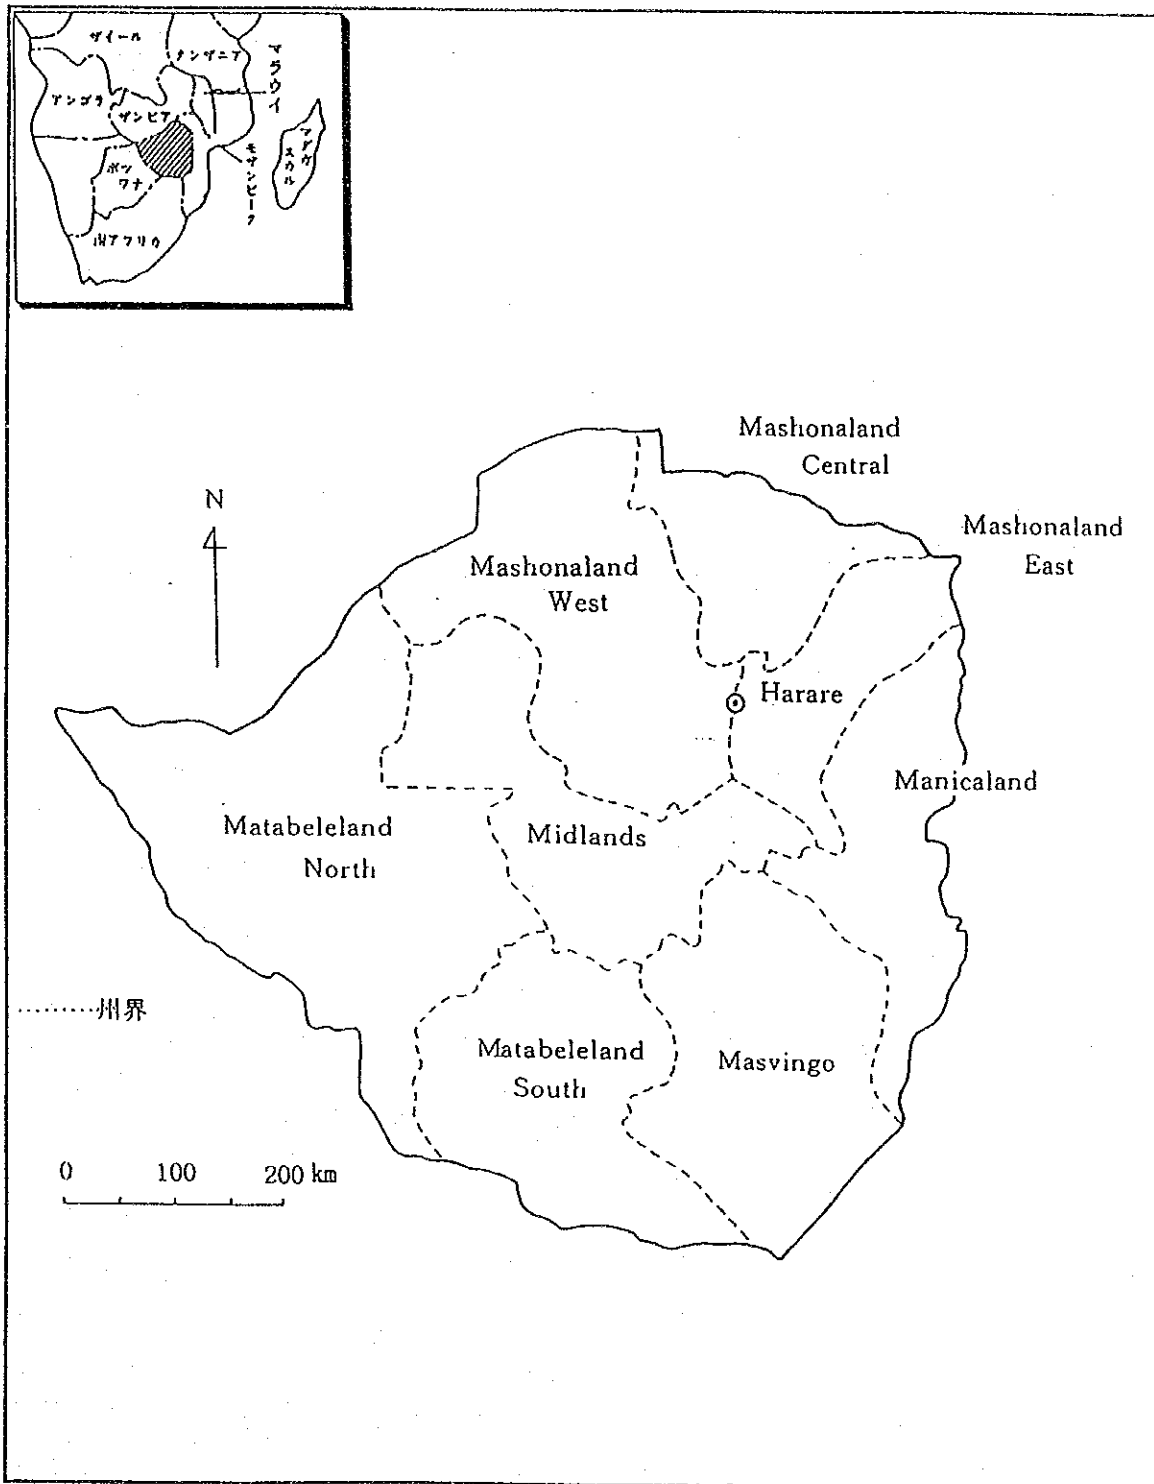 ザイール
タンザニア
マラウイ
アンゴラ
ザンビア
モザンビーク
マダガ
スカル
ボツ
ワナ
南アフリカ
Mashonaland
Central
N
Mashonaland
East
Mashonaland
West
Harare
Manicaland
Matabeleland
North
Midlands
州界
Matabeleland
South
Masvingo
0 100 200 km